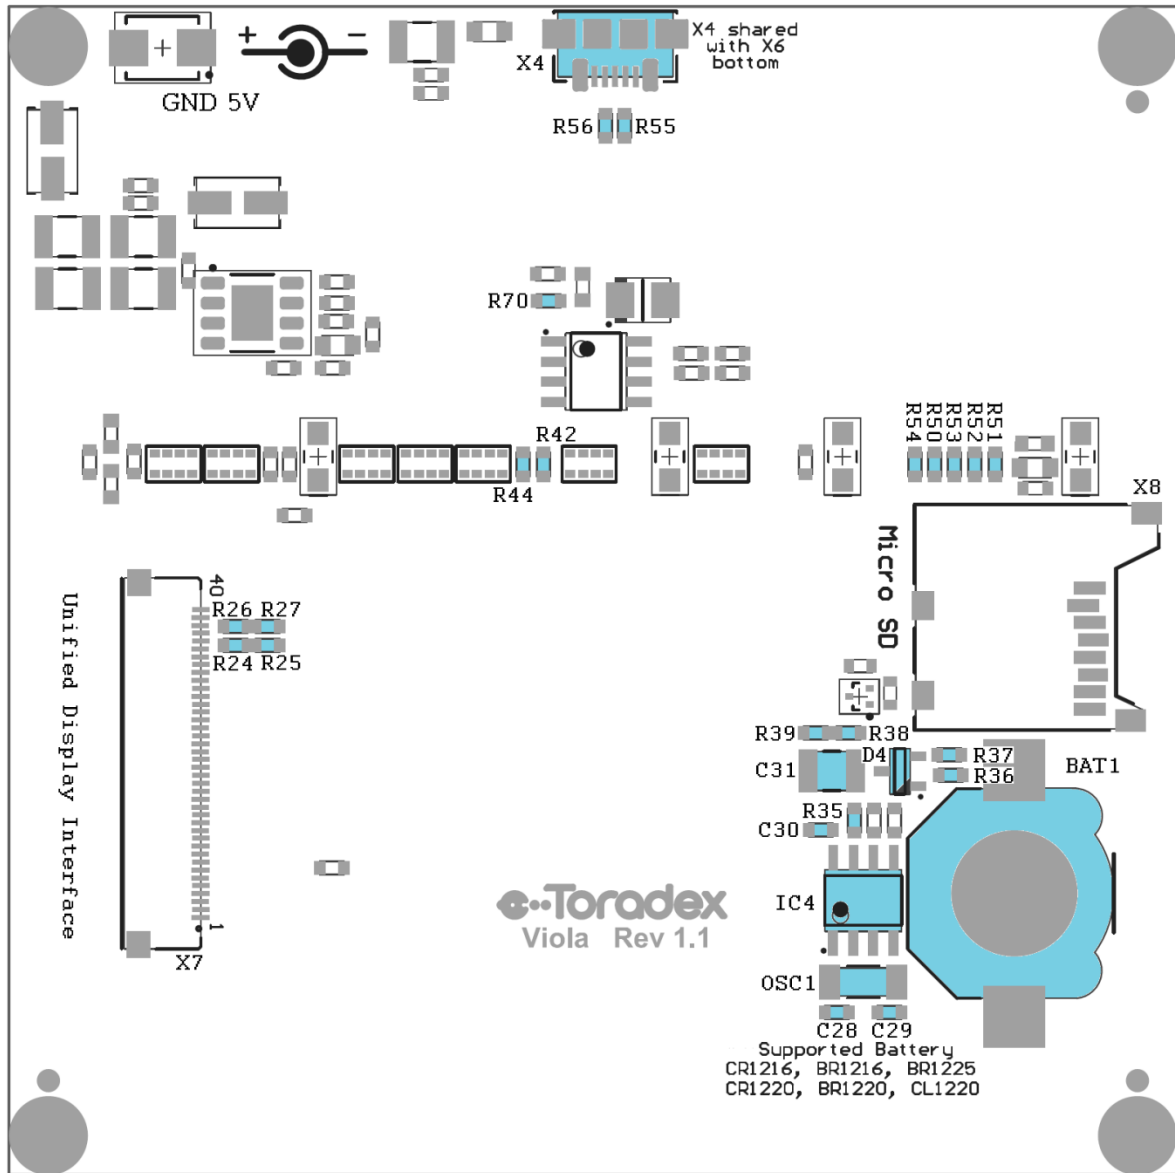 + −
GND 5V
X4
X4 shared
with X6
bottom
R56 R55
R70
R42
R44
R54
R50
R53
R52
R51
X8
Micro SD
40
R26 R27
R24 R25
Unified Display Interface
1
X7
R39 R38
D4
R37
C31
R36
BAT1
R35
C30
IC4
Toradex
Viola Rev 1.1
OSC1
C28 C29
Supported Battery
CR1216, BR1216, BR1225
CR1220, BR1220, CL1220